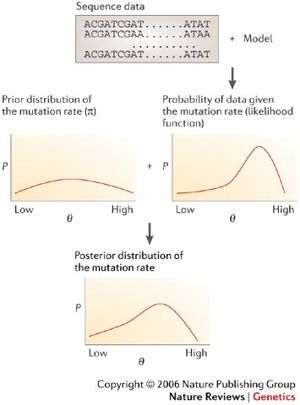 Sequence data
ACGATCGAT......ATAT
ACGATCGAA......ATAA
..........
ACGATCGAT......ATAT
+ Model
Prior distribution of
the mutation rate (π)
Probability of data given
the mutation rate (likelihood
function)
P
Low
High
θ
+
P
Low
High
θ
Posterior distribution of
the mutation rate
P
Low
High
θ
Copyright © 2006 Nature Publishing Group
Nature Reviews | Genetics